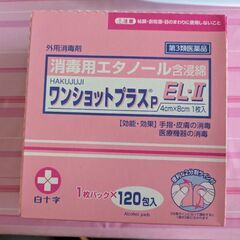 外用消毒剤
第3類医薬品
消毒用エタノール含浸綿
HAKUJUJI
ワンショットプラスP
EL-Ⅱ
4cm×8cm 1枚入
【効能・効果】手指・皮膚の消毒
医療機器の消毒
白十字
1枚パック×120包入
Alcohol pads